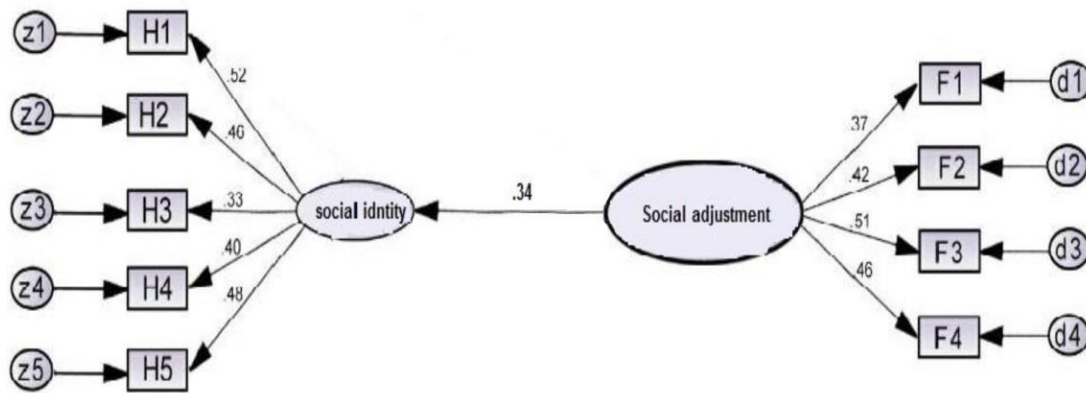 z1 H1
.52
z2 H2
.46
z3 H3
.33
z4 H4
.40
z5 H5
.48
social idntity
.34
Social adjustment
.37
F1 d1
.42
F2 d2
.51
F3 d3
.46
F4 d4